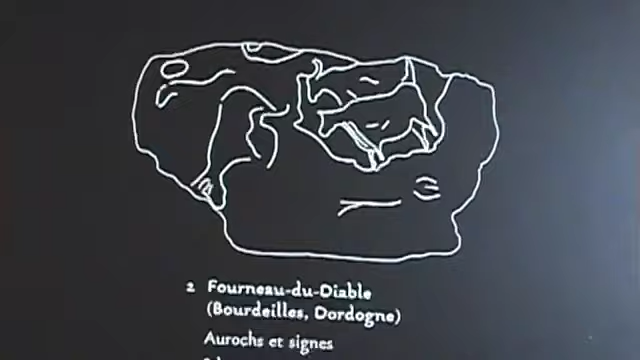 2 Fourneau-du-Diable
(Bourdeilles, Dordogne)
Aurochs et signes